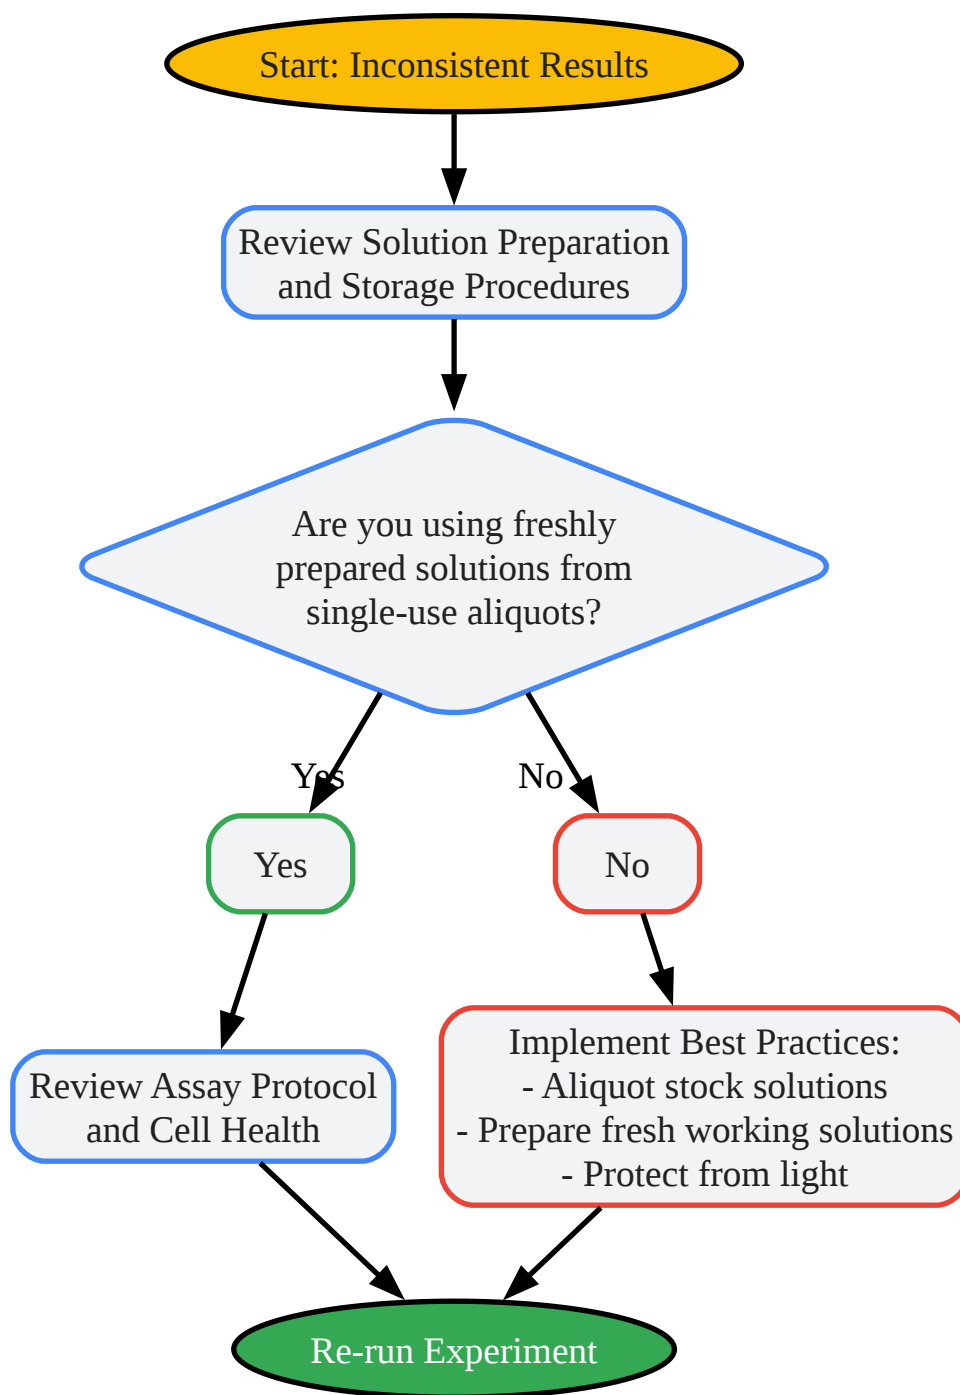 Start: Inconsistent Results
Review Solution Preparation
and Storage Procedures
Are you using freshly
prepared solutions from
single-use aliquots?
Yes
No
Yes
No
Review Assay Protocol
and Cell Health
Implement Best Practices:
- Aliquot stock solutions
- Prepare fresh working solutions
- Protect from light
Re-run Experiment